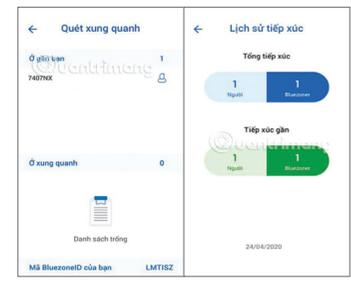 Quét xung quanh
Ở gần bạn 1
7407NX
Quantrimang
Ở xung quanh 0
Danh sách trống
Mã BluezoneID của bạn LMTISZ
Lịch sử tiếp xúc
Tổng tiếp xúc
1 1
Người Bluezoner
Tiếp xúc gần
Quantrimang
1 1
Người Bluezoner
24/04/2020